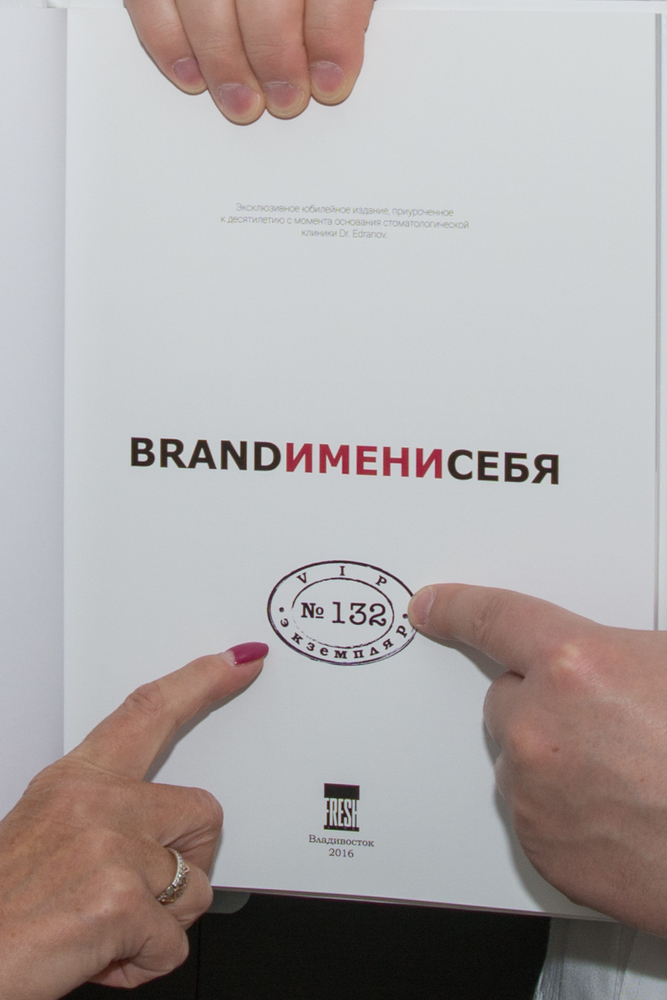 Эксклюзивное юбилейное издание, приуроченное
к десятилетию с момента основания стоматологической
клиники Dr. Edranov.
BRANDИМЕНИСЕБЯ
VIP
№ 132
экземпляр
FRESH
Владивосток
2016